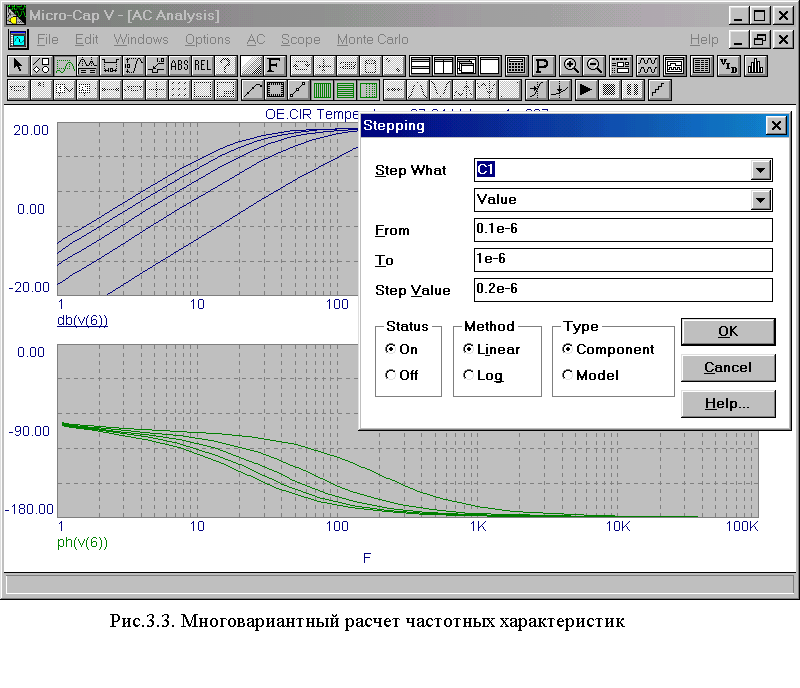 Micro-Cap V - [AC Analysis]
File Edit Windows Options AC Scope Monte Carlo Help
ABS REL ?
F
P
OE.CIR
20.00
0.00
-20.00
1 10 100
db(v(6))
Stepping
Step What C1
Value
From 0.1e-6
To 1e-6
Step Value 0.2e-6
Status Method Type
On Linear Component
Off Log Model
OK
Cancel
Help...
0.00
-90.00
-180.00
1 10 100 1K 10K 100K
ph(v(6))
F
Рис.3.3. Многовариантный расчет частотных характеристик